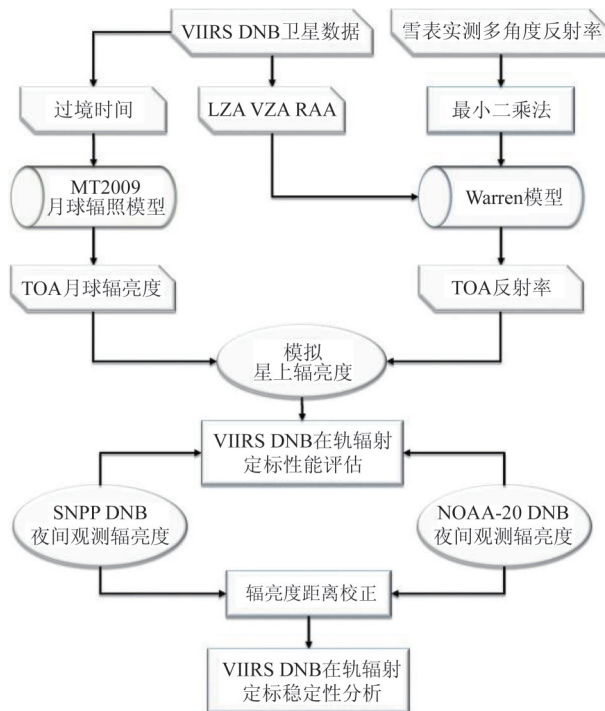 VIIRS DNB卫星数据
雪表实测多角度反射率
过境时间
LZA VZA RAA
最小二乘法
MT2009
月球辐照模型
Warren模型
TOA月球辐亮度
TOA反射率
模拟
星上辐亮度
VIIRS DNB在轨辐射
定标性能评估
SNPP DNB
夜间观测辐亮度
NOAA-20 DNB
夜间观测辐亮度
辐亮度距离校正
VIIRS DNB在轨辐射
定标稳定性分析